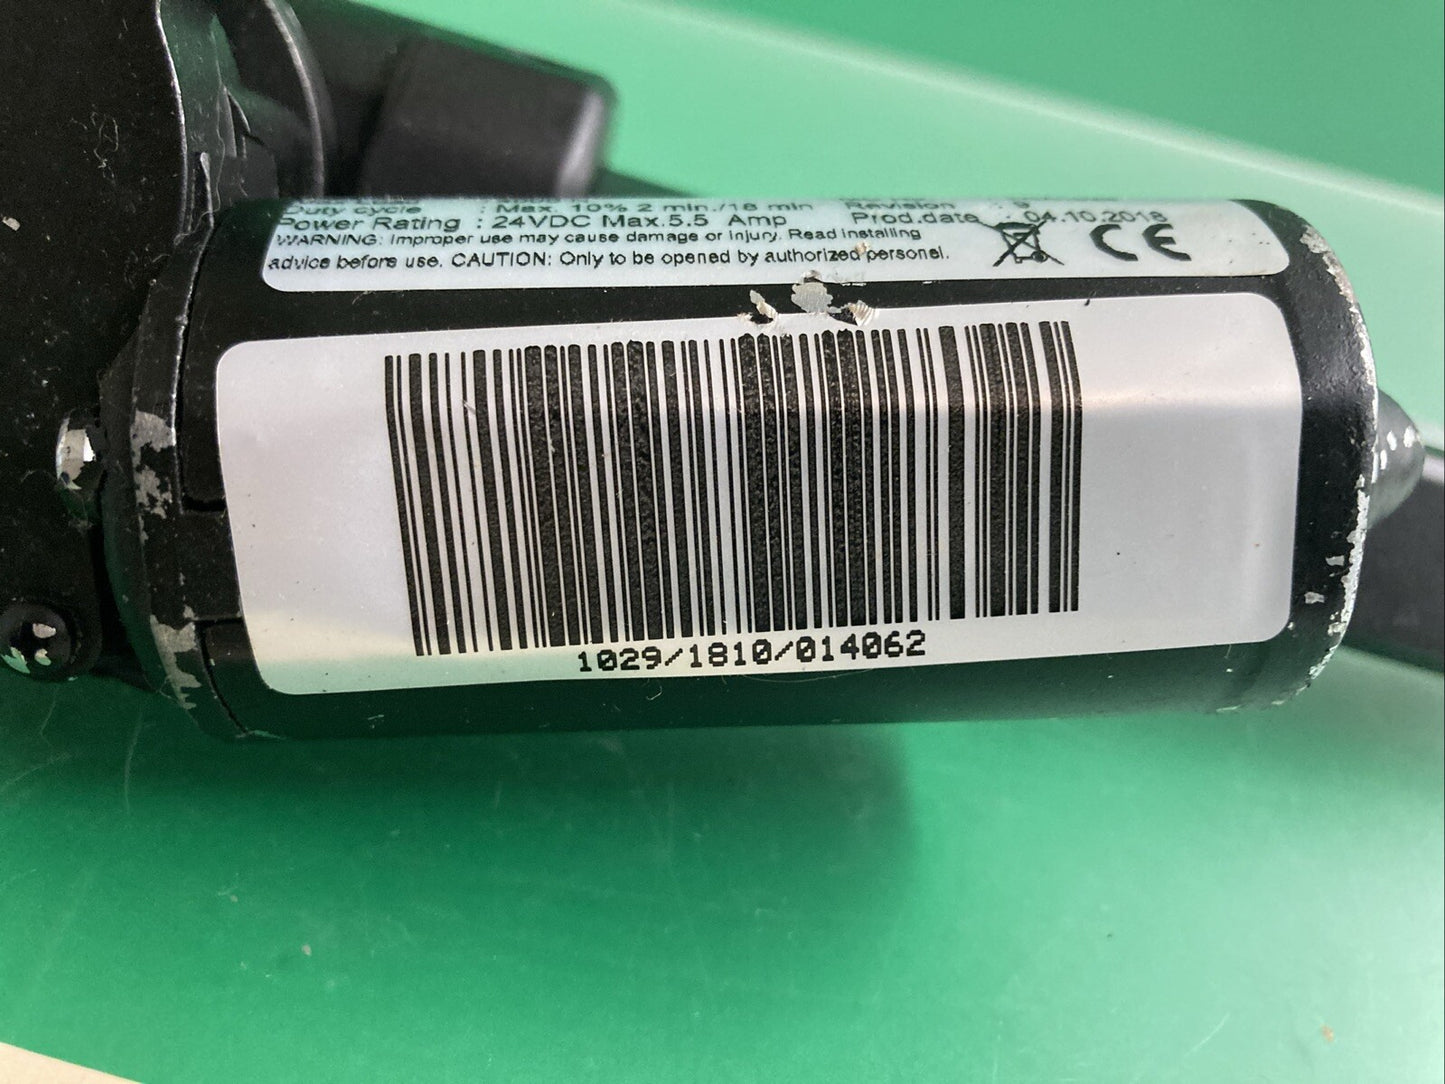 Duty cycle : Max. 10% 2 min./18 min Revision : 9
Power Rating : 24VDC Max.5.5 Amp Prod.date : 04.10.2018
WARNING: Improper use may cause damage or injury. Read installing
advice before use. CAUTION: Only to be opened by authorized personel.
CE
1029/1810/014062